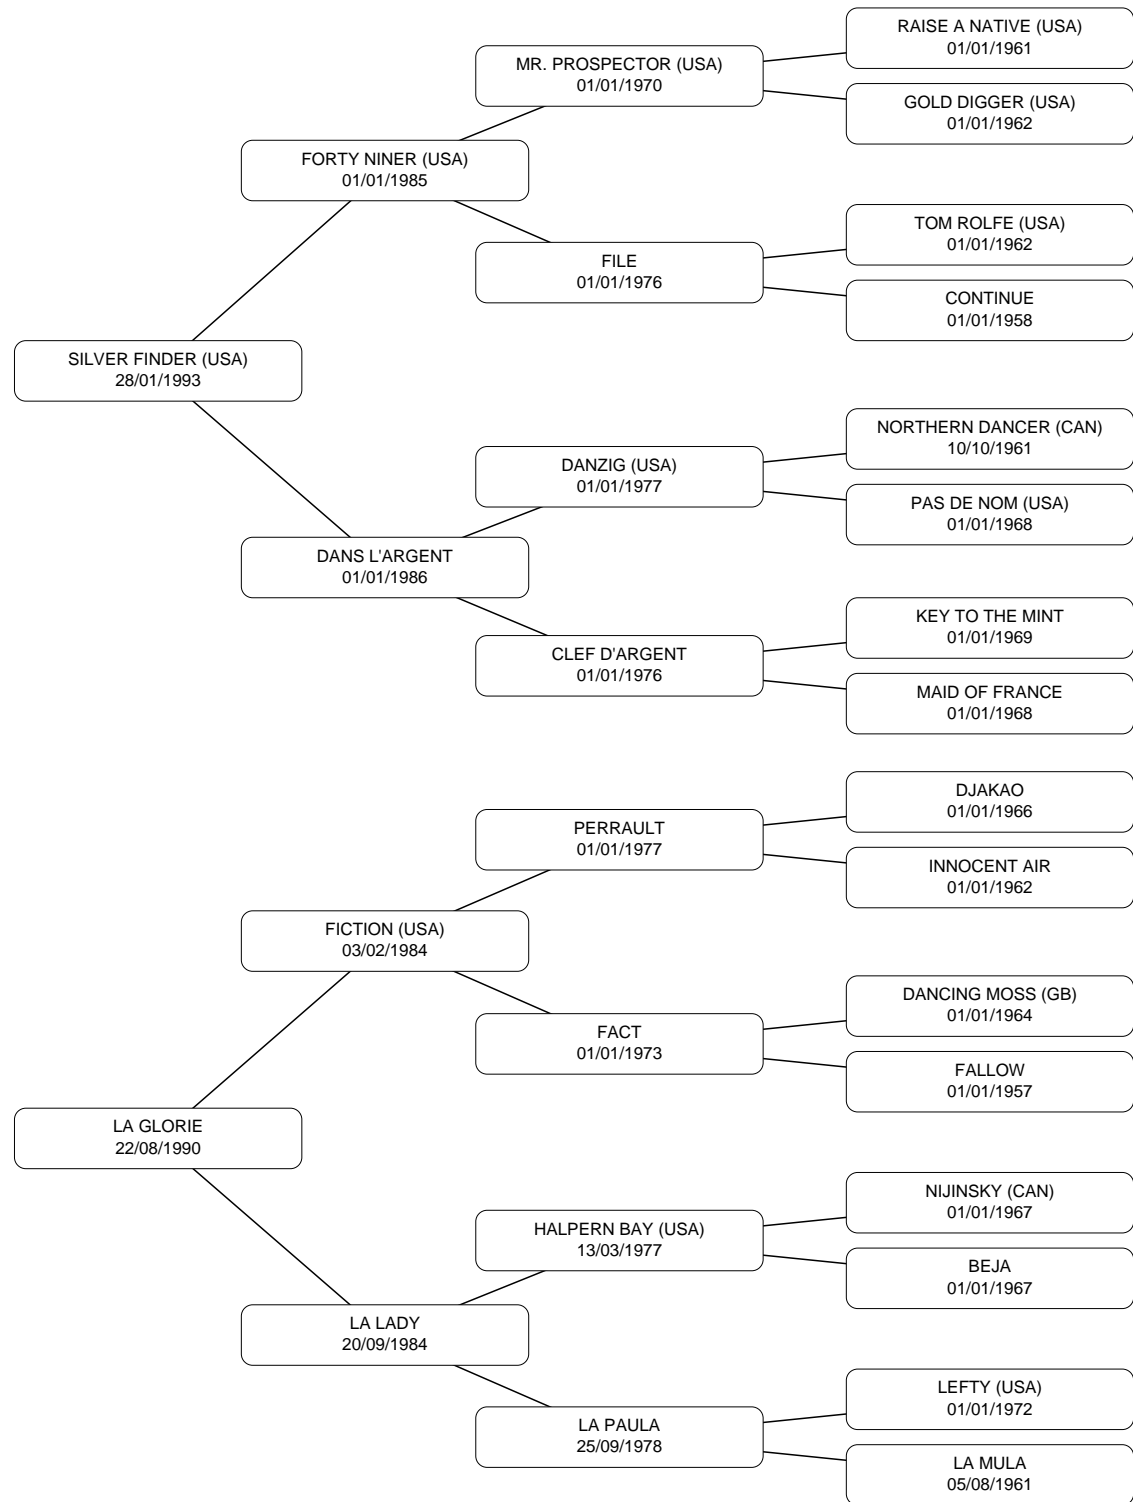 RAISE A NATIVE (USA)
01/01/1961
MR. PROSPECTOR (USA)
01/01/1970
GOLD DIGGER (USA)
01/01/1962
FORTY NINER (USA)
01/01/1985
TOM ROLFE (USA)
01/01/1962
FILE
01/01/1976
CONTINUE
01/01/1958
SILVER FINDER (USA)
28/01/1993
NORTHERN DANCER (CAN)
10/10/1961
DANZIG (USA)
01/01/1977
PAS DE NOM (USA)
01/01/1968
DANS L'ARGENT
01/01/1986
KEY TO THE MINT
01/01/1969
CLEF D'ARGENT
01/01/1976
MAID OF FRANCE
01/01/1968
DJAKAO
01/01/1966
PERRAULT
01/01/1977
INNOCENT AIR
01/01/1962
FICTION (USA)
03/02/1984
DANCING MOSS (GB)
01/01/1964
FACT
01/01/1973
FALLOW
01/01/1957
LA GLORIE
22/08/1990
NIJINSKY (CAN)
01/01/1967
HALPERN BAY (USA)
13/03/1977
BEJA
01/01/1967
LA LADY
20/09/1984
LEFTY (USA)
01/01/1972
LA PAULA
25/09/1978
LA MULA
05/08/1961